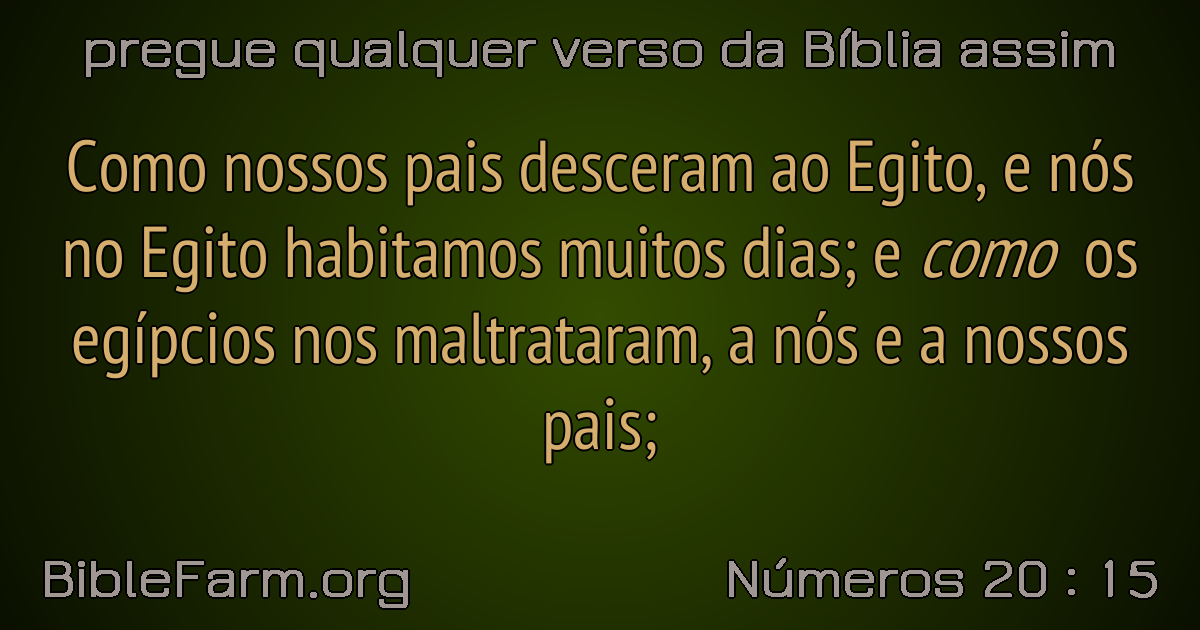 pregue qualquer verso da Bíblia assim
Como nossos pais desceram ao Egito, e nós
no Egito habitamos muitos dias; e como os
egípcios nos maltrataram, a nós e a nossos
pais;
BibleFarm.org
Números 20 : 15